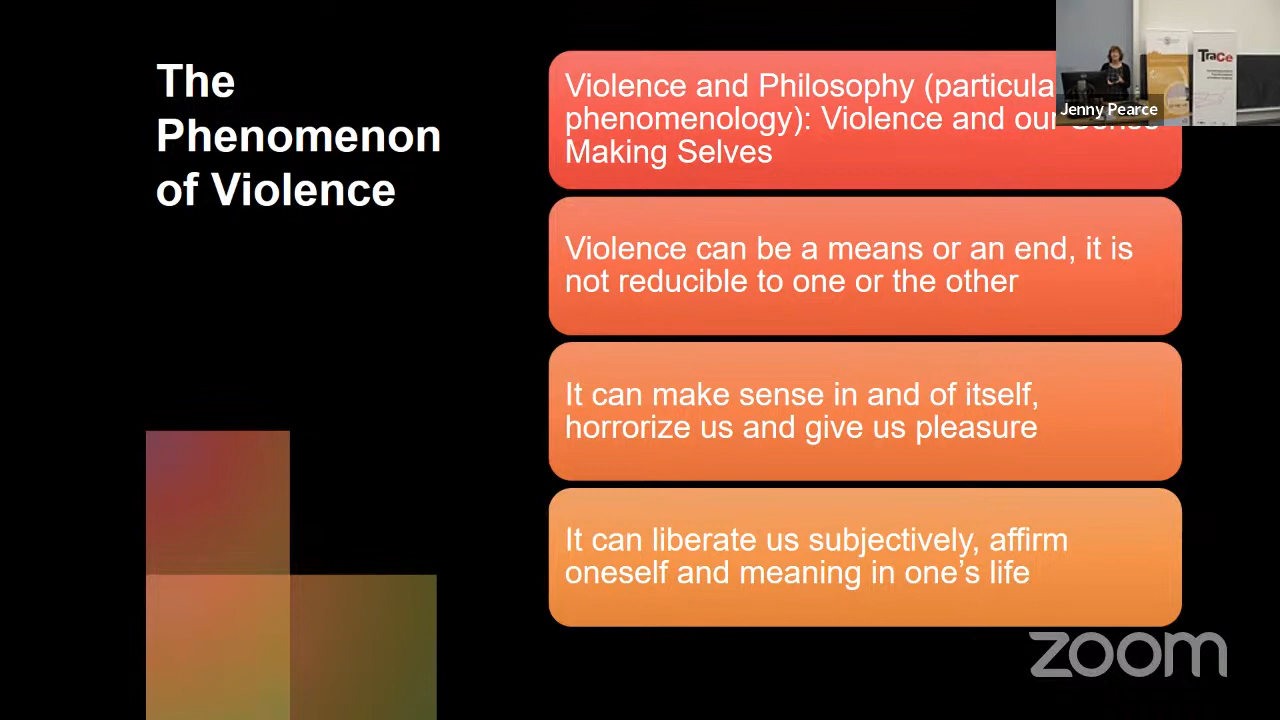 The
Phenomenon
of Violence
Violence and Philosophy (particula
phenomenology): Violence and our Sense
Making Selves
Violence can be a means or an end, it is
not reducible to one or the other
It can make sense in and of itself,
horrorize us and give us pleasure
It can liberate us subjectively, affirm
oneself and meaning in one’s life
TraCe
Jenny Pearce
zoom